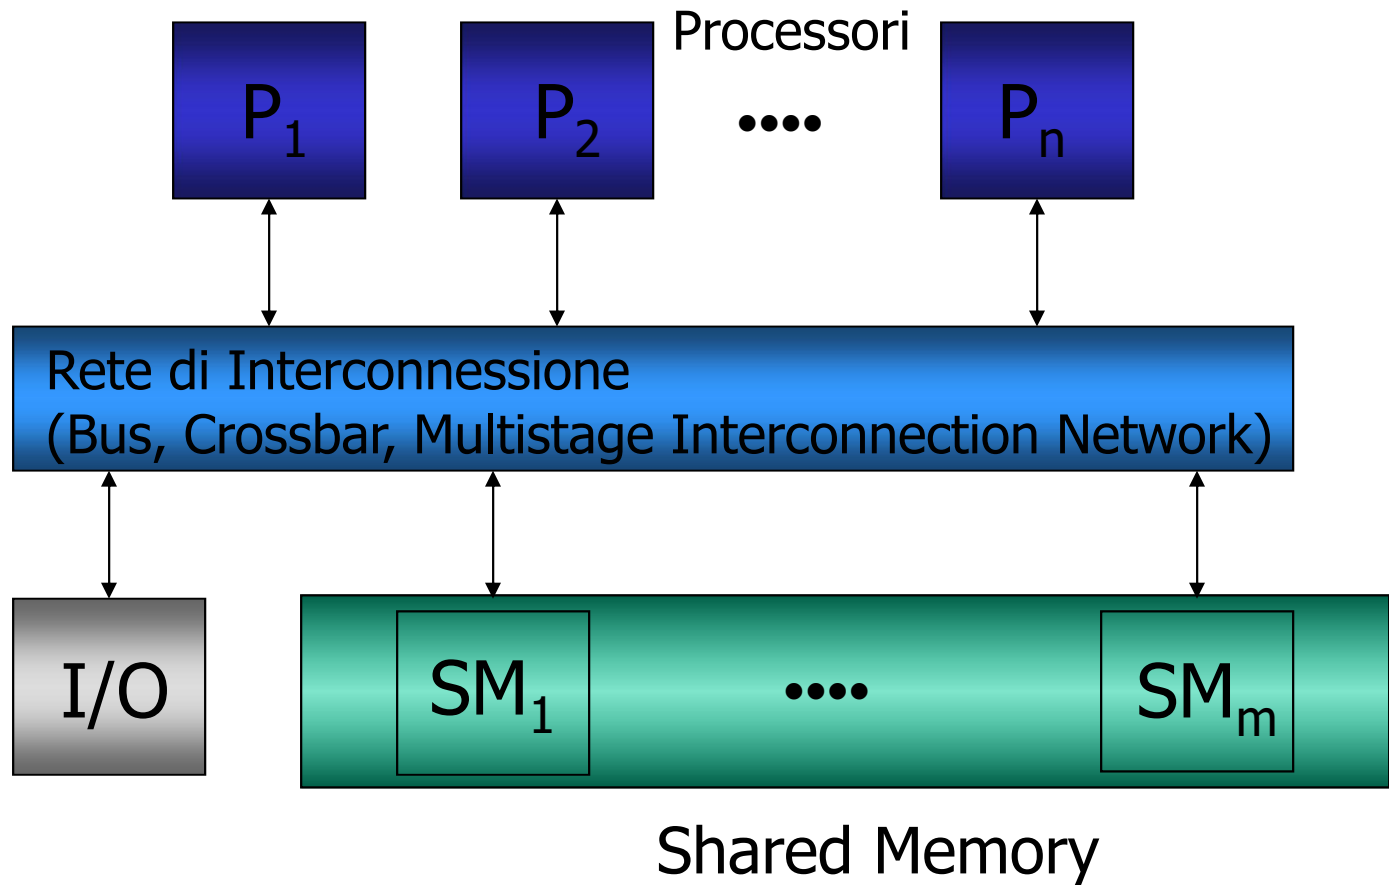 Processori
P1 P2 •••• Pn
Rete di Interconnessione
(Bus, Crossbar, Multistage Interconnection Network)
I/O SM1 •••• SMm
Shared Memory